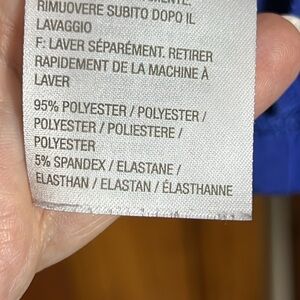 RIMUOVERE SUBITO DOPO IL
LAVAGGIO
F: LAVER SÉPARÉMENT. RETIRER
RAPIDEMENT DE LA MACHINE À
LAVER
95% POLYESTER / POLYESTER /
POLYESTER / POLIESTERE /
POLYESTER
5% SPANDEX / ELASTANE /
ELASTHAN / ELASTAN / ÉLASTHANNE